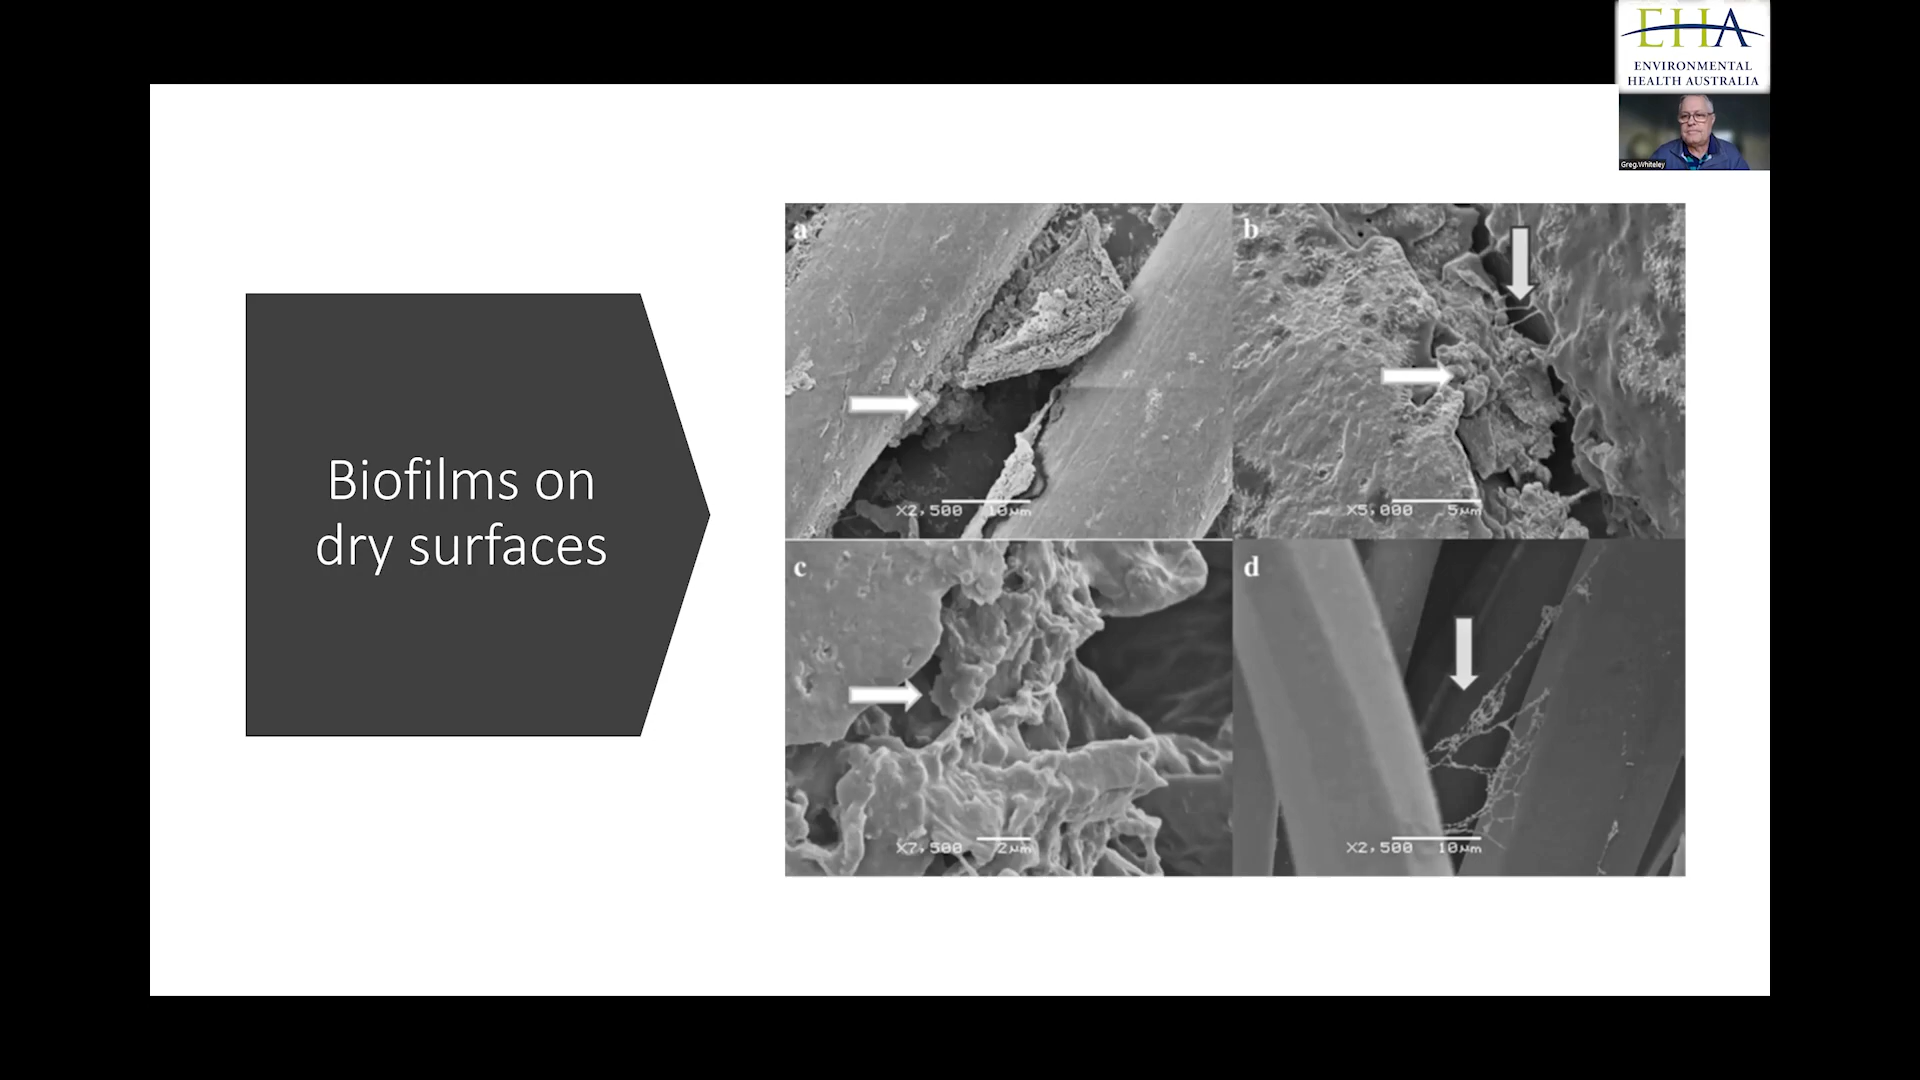 EHA
ENVIRONMENTAL
HEALTH AUSTRALIA
Greg.Whiteley
Biofilms on
dry surfaces
a
X2,500 10µm
b
X5,000 5µm
c
X7,500 2µm
d
X2,500 10µm